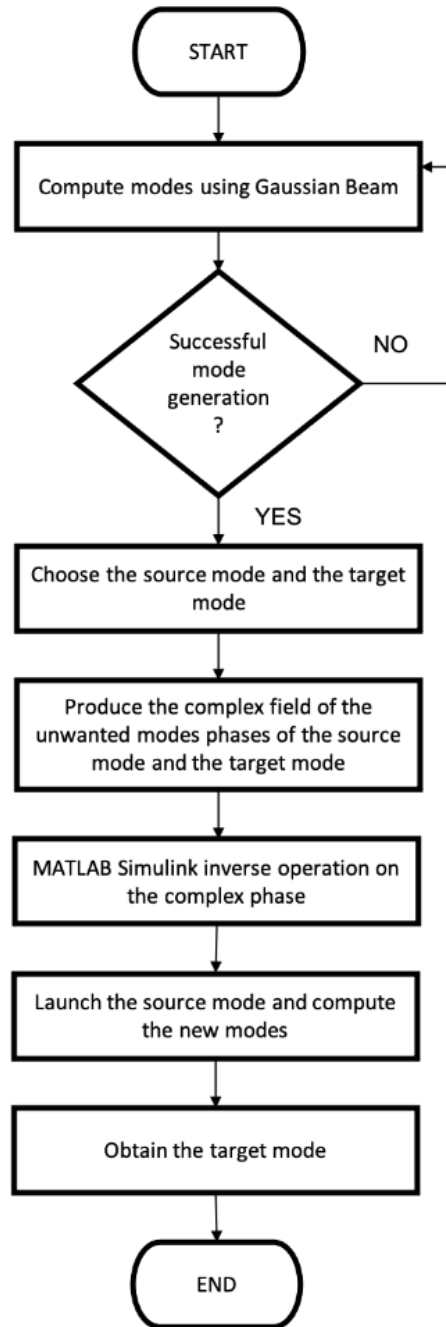 START
Compute modes using Gaussian Beam
Successful
mode
generation
?
NO
YES
Choose the source mode and the target
mode
Produce the complex field of the
unwanted modes phases of the source
mode and the target mode
MATLAB Simulink inverse operation on
the complex phase
Launch the source mode and compute
the new modes
Obtain the target mode
END